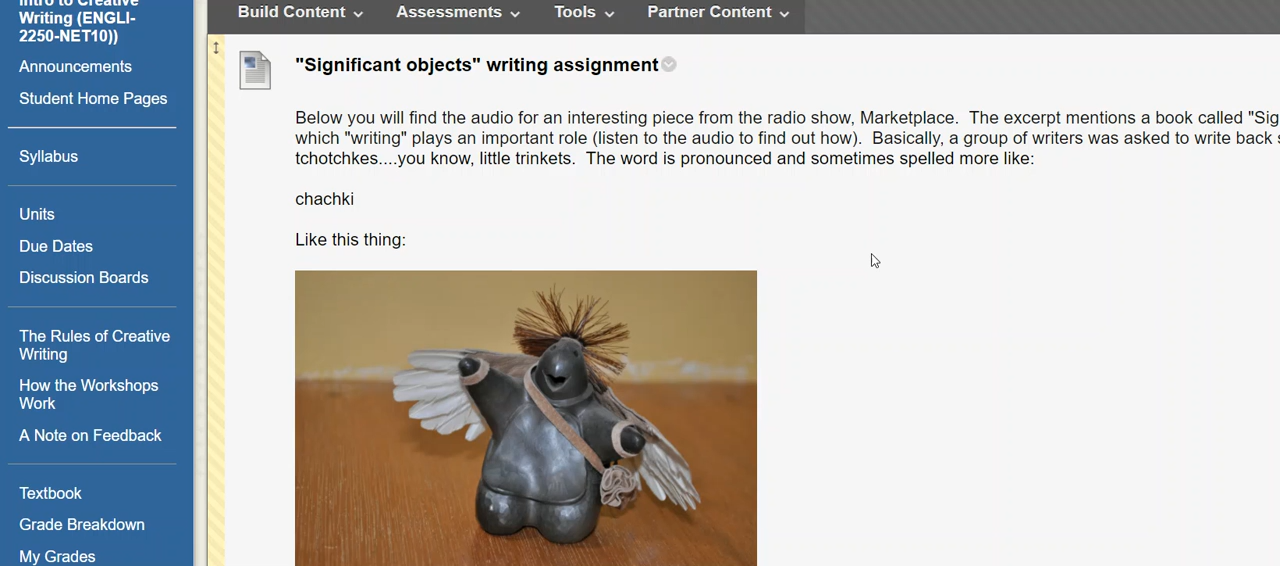 Intro to Creative
Writing (ENGLI-
2250-NET10))
Announcements
Student Home Pages
Syllabus
Units
Due Dates
Discussion Boards
The Rules of Creative
Writing
How the Workshops
Work
A Note on Feedback
Textbook
Grade Breakdown
My Grades
Build Content Assessments Tools Partner Content
"Significant objects" writing assignment
Below you will find the audio for an interesting piece from the radio show, Marketplace.  The excerpt mentions a book called "Sig
which "writing" plays an important role (listen to the audio to find out how).  Basically, a group of writers was asked to write back s
tchotchkes....you know, little trinkets.  The word is pronounced and sometimes spelled more like:
chachki
Like this thing: